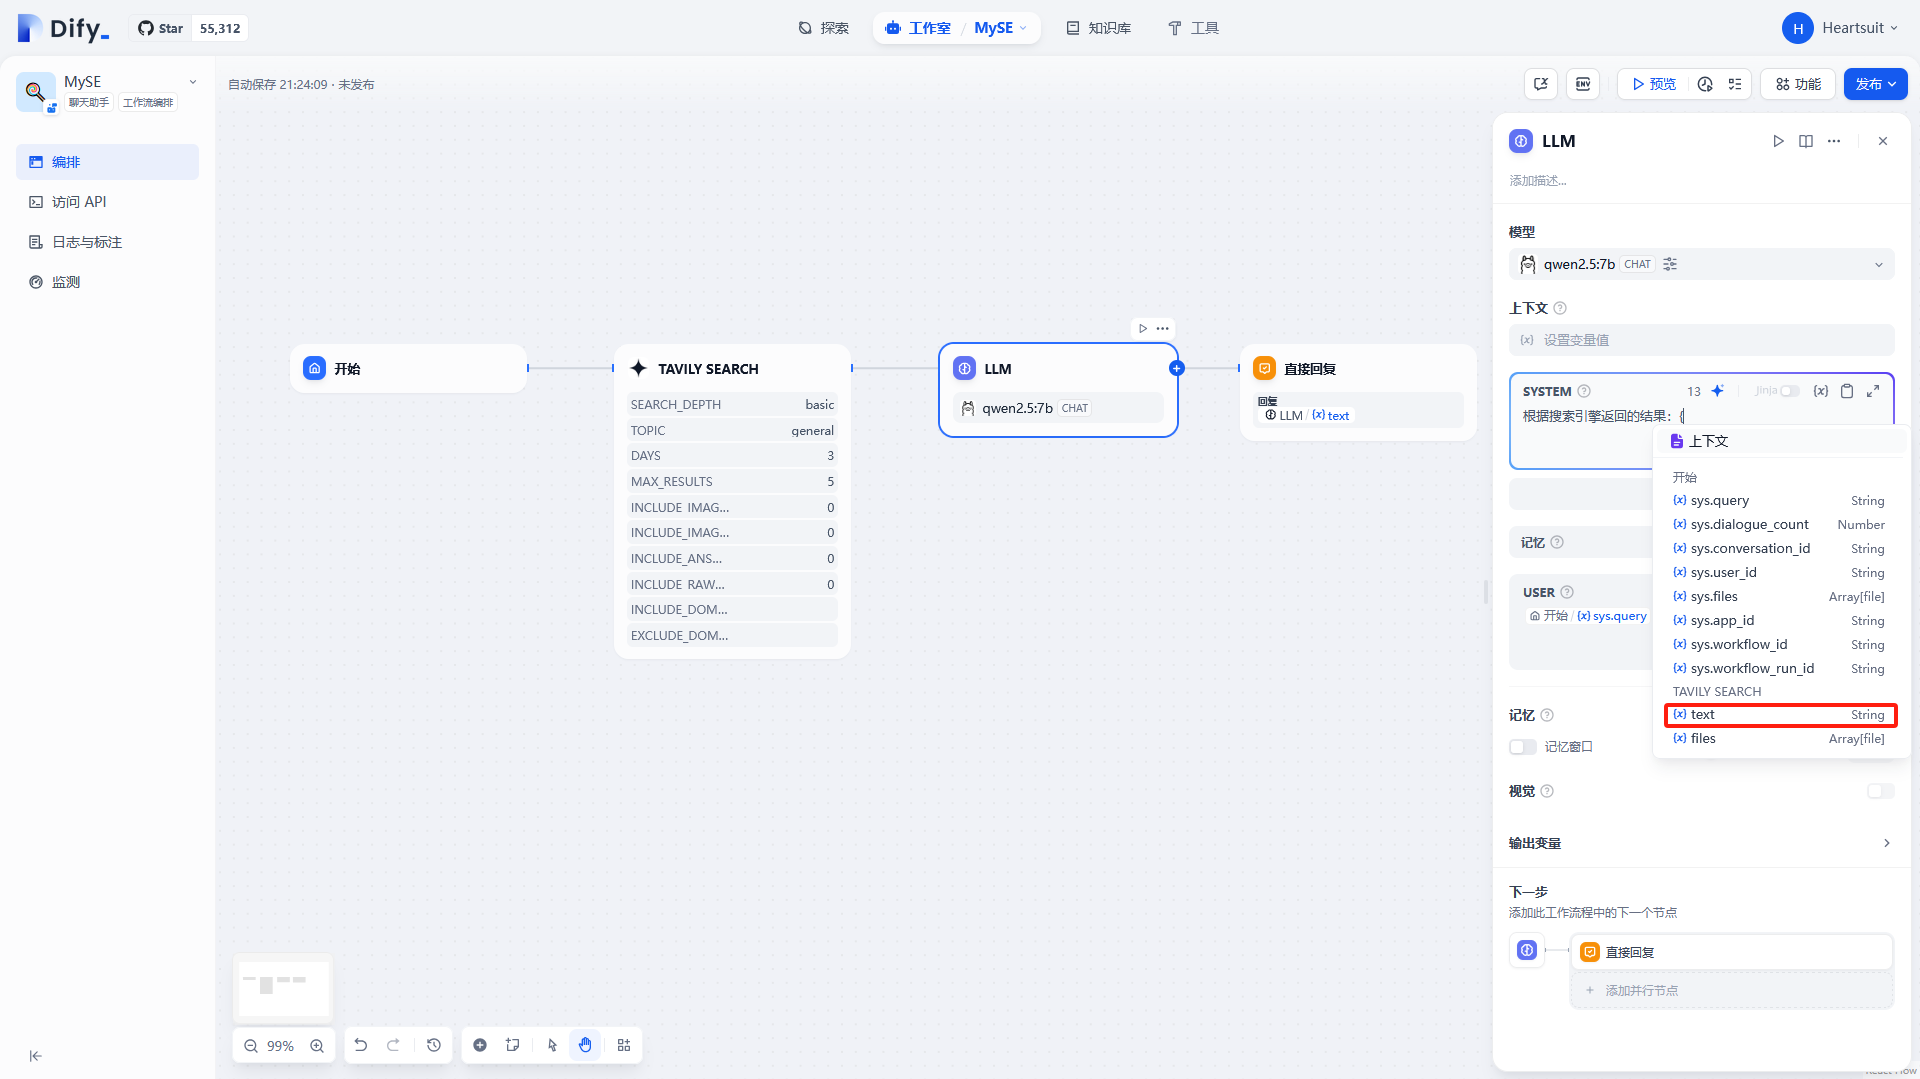 Dify_
Star 55,312
探索
工作室 / MySE
知识库
工具
H Heartsuit
MySE
聊天助手 工作流编排
自动保存 21:24:09 · 未发布
ENV
预览
功能
发布
编排
访问 API
日志与标注
监测
开始
TAVILY SEARCH
SEARCH_DEPTH basic
TOPIC general
DAYS 3
MAX_RESULTS 5
INCLUDE_IMAG... 0
INCLUDE_IMAG... 0
INCLUDE_ANS... 0
INCLUDE_RAW... 0
INCLUDE_DOM...
EXCLUDE_DOM...
LLM
qwen2.5:7b CHAT
直接回复
回复
LLM / {x} text
LLM
添加描述...
模型
qwen2.5:7b CHAT
上下文
{x} 设置变量值
SYSTEM 13 Jinja {x}
根据搜索引擎返回的结果: {
上下文
开始
{x} sys.query String
{x} sys.dialogue_count Number
{x} sys.conversation_id String
{x} sys.user_id String
{x} sys.files Array[file]
{x} sys.app_id String
{x} sys.workflow_id String
{x} sys.workflow_run_id String
TAVILY SEARCH
{x} text String
{x} files Array[file]
记忆
USER
开始 / {x} sys.query
记忆
记忆窗口
视觉
输出变量
下一步
添加此工作流程中的下一个节点
直接回复
+ 添加并行节点
99%